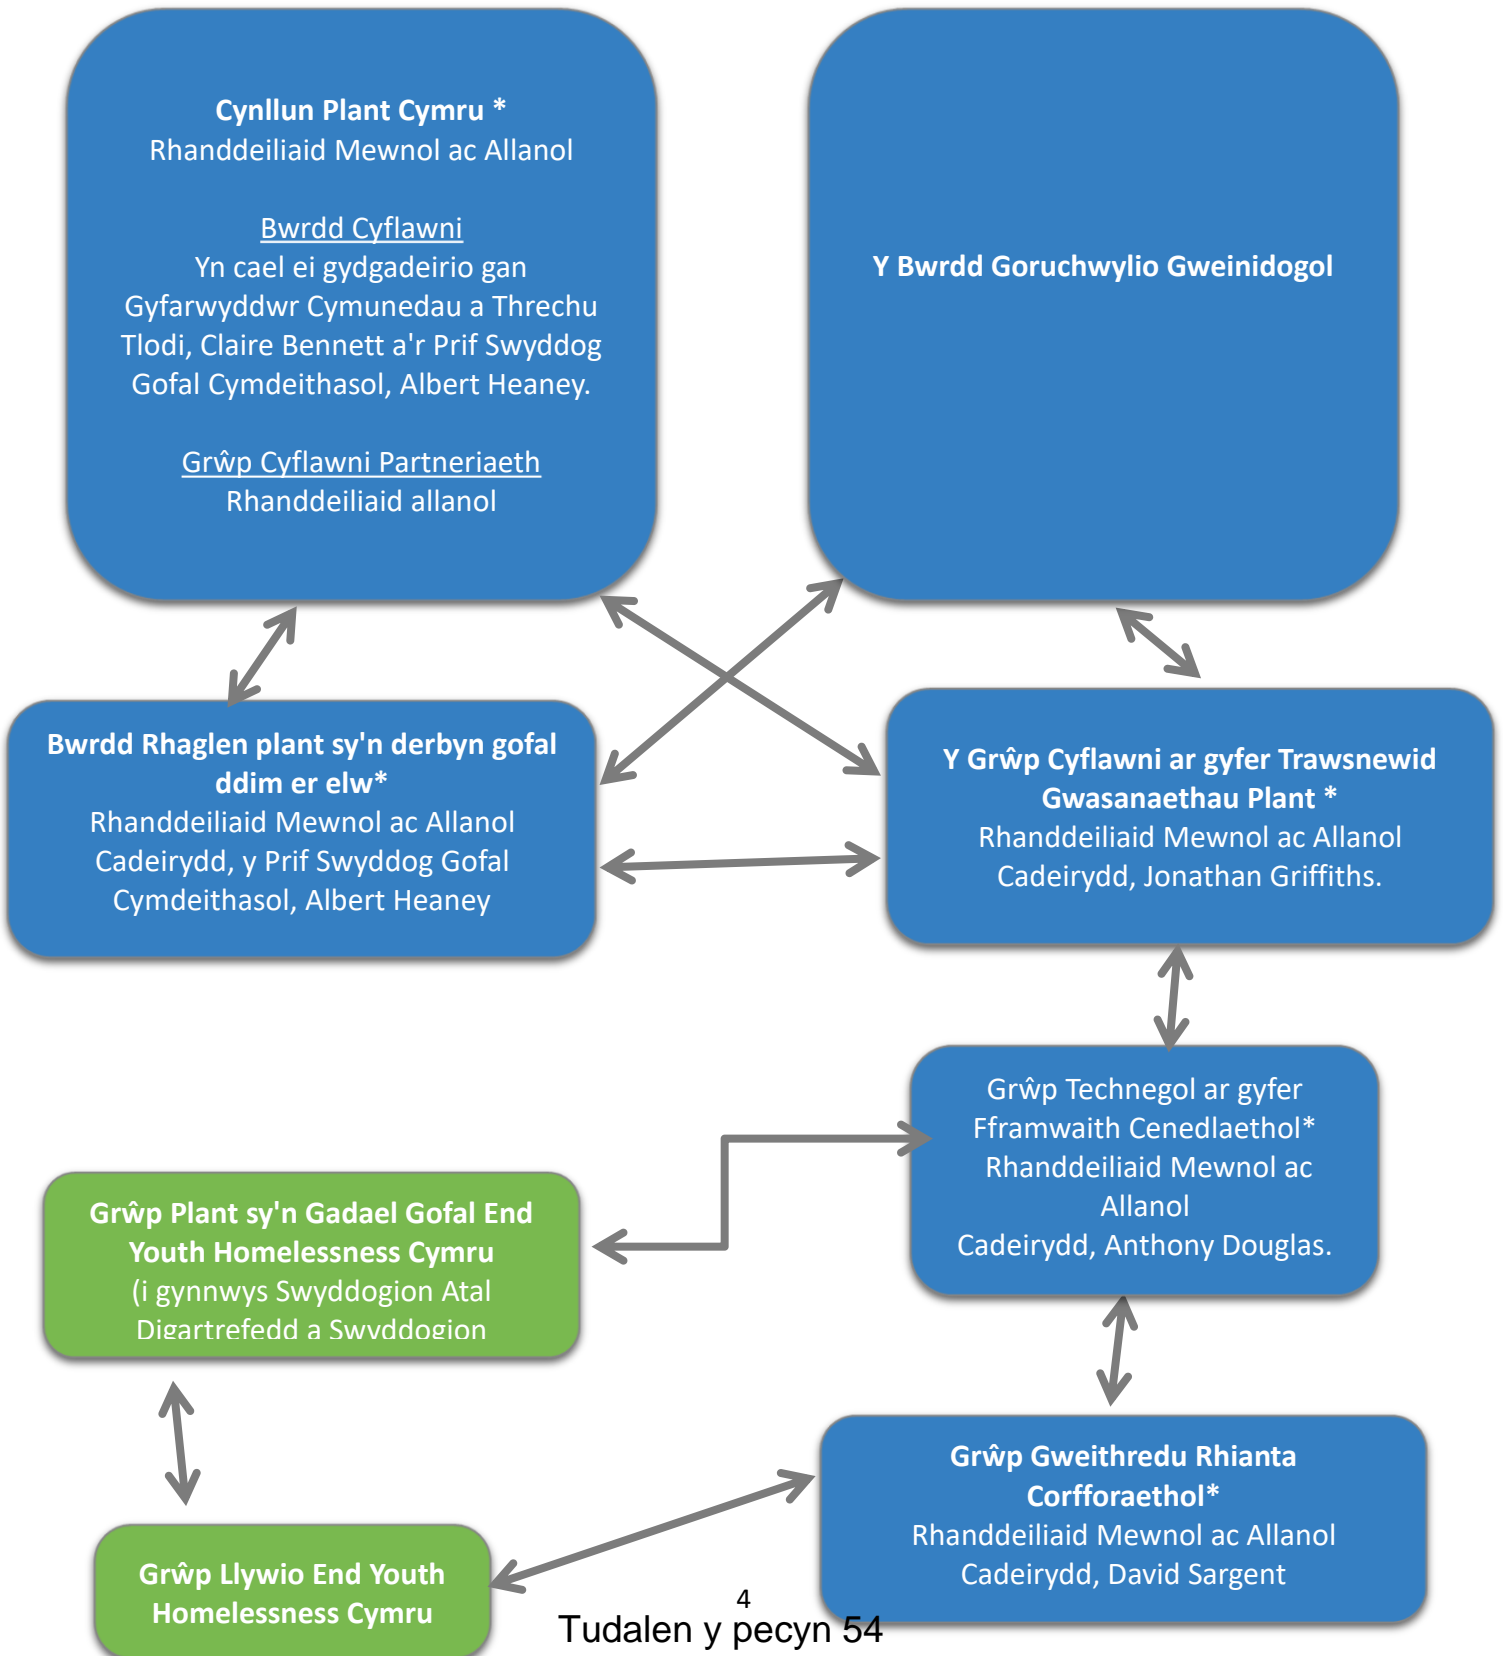 Cynllun Plant Cymru *
Rhanddeiliaid Mewnol ac Allanol
Bwrdd Cyflawni
Yn cael ei gydgadeirio gan
Gyfarwyddwr Cymunedau a Threchu
Tlodi, Claire Bennett a'r Prif Swyddog
Gofal Cymdeithasol, Albert Heaney.
Grŵp Cyflawni Partneriaeth
Rhanddeiliaid allanol
Y Bwrdd Goruchwylio Gweinidogol
Bwrdd Rhaglen plant sy'n derbyn gofal
ddim er elw*
Rhanddeiliaid Mewnol ac Allanol
Cadeirydd, y Prif Swyddog Gofal
Cymdeithasol, Albert Heaney
Y Grŵp Cyflawni ar gyfer Trawsnewid
Gwasanaethau Plant *
Rhanddeiliaid Mewnol ac Allanol
Cadeirydd, Jonathan Griffiths.
Grŵp Technegol ar gyfer
Fframwaith Cenedlaethol*
Rhanddeiliaid Mewnol ac
Allanol
Cadeirydd, Anthony Douglas.
Grŵp Plant sy'n Gadael Gofal End
Youth Homelessness Cymru
(i gynnwys Swyddogion Atal
Digartrefedd a Swyddogion
Grŵp Gweithredu Rhianta
Corfforaethol*
Rhanddeiliaid Mewnol ac Allanol
Cadeirydd, David Sargent
Grŵp Llywio End Youth
Homelessness Cymru
4
Tudalen y pecyn 54